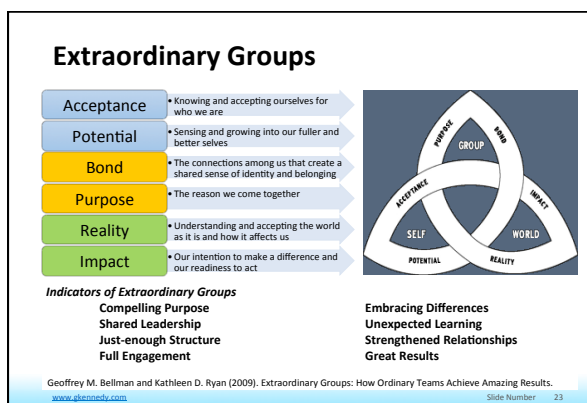 Extraordinary Groups
Acceptance
• Knowing and accepting ourselves for
who we are
Potential
• Sensing and growing into our fuller and
better selves
Bond
• The connections among us that create a
shared sense of identity and belonging
Purpose
• The reason we come together
Reality
• Understanding and accepting the world
as it is and how it affects us
Impact
• Our intention to make a difference and
our readiness to act
PURPOSE
BOND
GROUP
ACCEPTANCE
IMPACT
SELF
WORLD
POTENTIAL
REALITY
Indicators of Extraordinary Groups
Compelling Purpose
Shared Leadership
Just-enough Structure
Full Engagement
Embracing Differences
Unexpected Learning
Strengthened Relationships
Great Results
Geoffrey M. Bellman and Kathleen D. Ryan (2009). Extraordinary Groups: How Ordinary Teams Achieve Amazing Results.
www.gkennedy.com
Slide Number 23